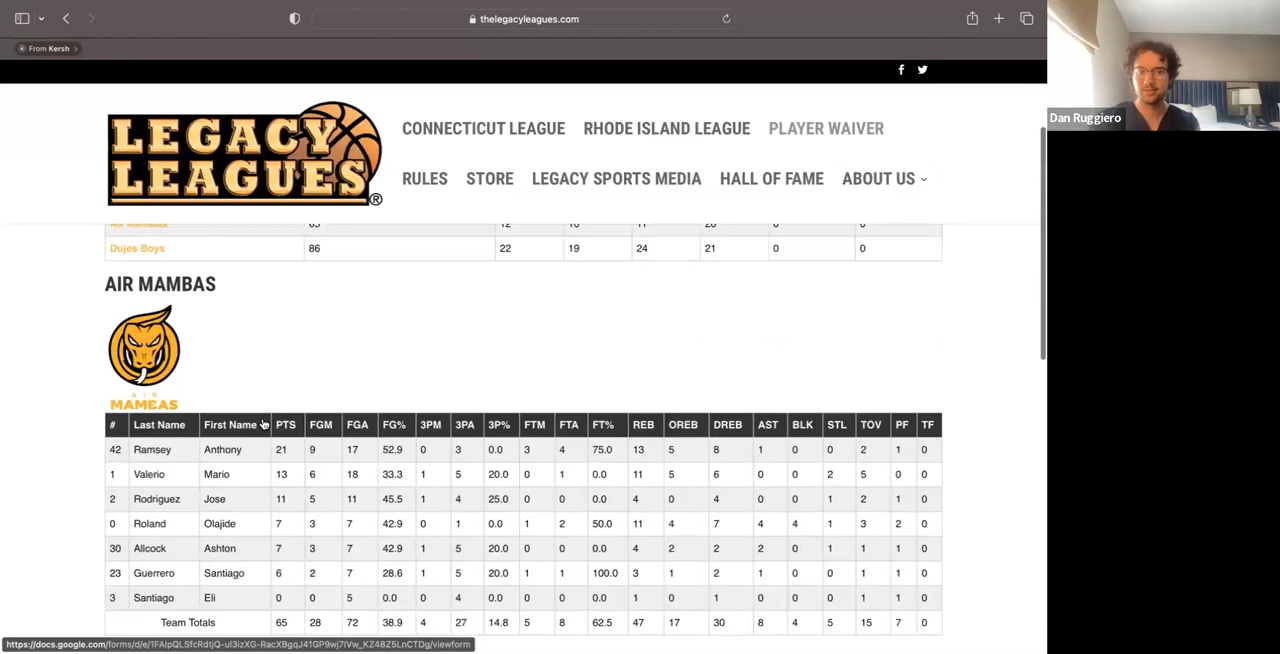 thelegacyleagues.com
From Kersh
Dan Ruggiero
LEGACY LEAGUES ®
CONNECTICUT LEAGUE RHODE ISLAND LEAGUE PLAYER WAIVER
RULES STORE LEGACY SPORTS MEDIA HALL OF FAME ABOUT US
Air Mambas 65 12 16 17 20 0 0
Dujes Boys 86 22 19 24 21 0 0
AIR MAMBAS
AIR
MAMBAS
# Last Name First Name PTS FGM FGA FG% 3PM 3PA 3P% FTM FTA FT% REB OREB DREB AST BLK STL TOV PF TF
42 Ramsey Anthony 21 9 17 52.9 0 3 0.0 3 4 75.0 13 5 8 1 0 0 2 1 0
1 Valerio Mario 13 6 18 33.3 1 5 20.0 0 1 0.0 11 5 6 0 0 2 5 0 0
2 Rodriguez Jose 11 5 11 45.5 1 4 25.0 0 0 0.0 4 0 4 0 0 1 2 1 0
0 Roland Olajide 7 3 7 42.9 0 1 0.0 1 2 50.0 11 4 7 4 4 1 3 2 0
30 Allcock Ashton 7 3 7 42.9 1 5 20.0 0 0 0.0 4 2 2 2 0 1 1 1 0
23 Guerrero Santiago 6 2 7 28.6 1 5 20.0 1 1 100.0 3 1 2 1 0 0 1 1 0
3 Santiago Eli 0 0 5 0.0 0 4 0.0 0 0 0.0 1 0 1 0 0 0 1 1 0
Team Totals 65 28 72 38.9 4 27 14.8 5 8 62.5 47 17 30 8 4 5 15 7 0